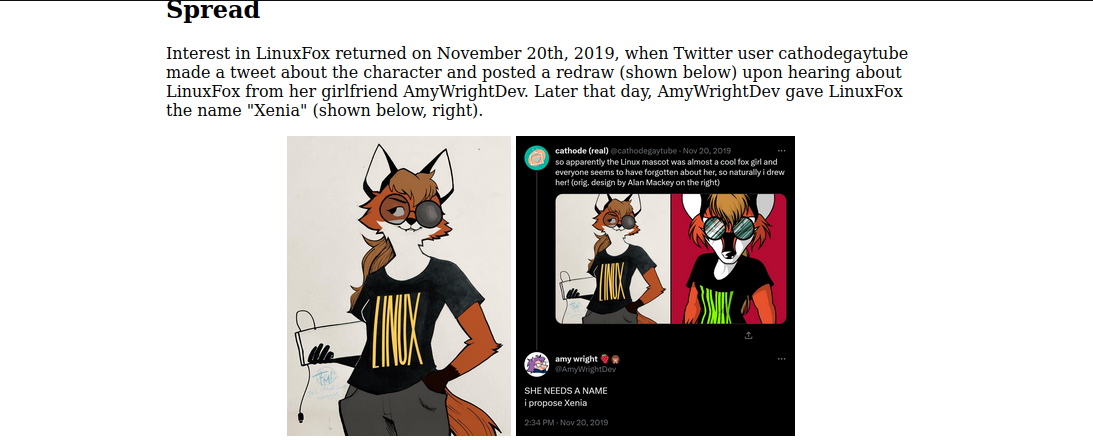 Spread
Interest in LinuxFox returned on November 20th, 2019, when Twitter user cathodegaytube
made a tweet about the character and posted a redraw (shown below) upon hearing about
LinuxFox from her girlfriend AmyWrightDev. Later that day, AmyWrightDev gave LinuxFox
the name "Xenia" (shown below, right).
LINUX
cathode (real) @cathodegaytube · Nov 20, 2019
so apparently the Linux mascot was almost a cool fox girl and
everyone seems to have forgotten about her, so naturally i drew
her! (orig. design by Alan Mackey on the right)
LINUX
LINUX
amy wright
@AmyWrightDev
SHE NEEDS A NAME
i propose Xenia
2:34 PM · Nov 20, 2019